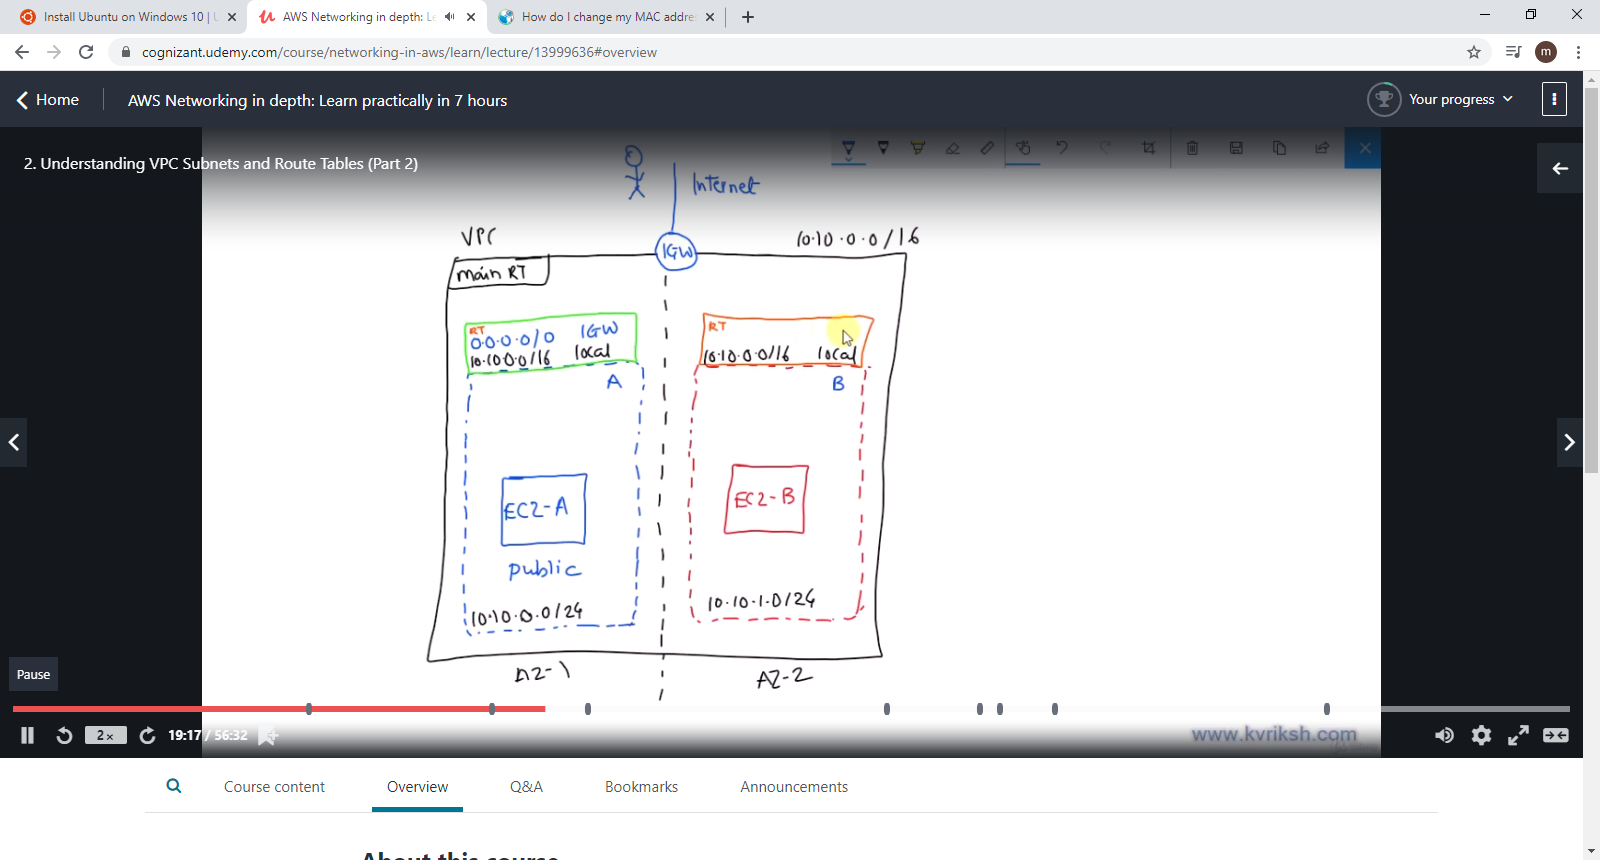 Install Ubuntu on Windows 10 | U
AWS Networking in depth: Le
How do I change my MAC addre
cognizant.udemy.com/course/networking-in-aws/learn/lecture/13999636#overview
m
Home
AWS Networking in depth: Learn practically in 7 hours
Your progress
2. Understanding VPC Subnets and Route Tables (Part 2)
Internet
VPC
IGW
10.10.0.0/16
main RT
RT
0.0.0.0/0 IGW
10.10.0.0/16 local
A
RT
10.10.0.0/16 local
B
EC2-A
public
10.10.0.0/24
EC2-B
10.10.1.0/24
AZ-1
AZ-2
Pause
2x
19:17 / 56:32
www.kvriksh.com
Course content
Overview
Q&A
Bookmarks
Announcements
About this course